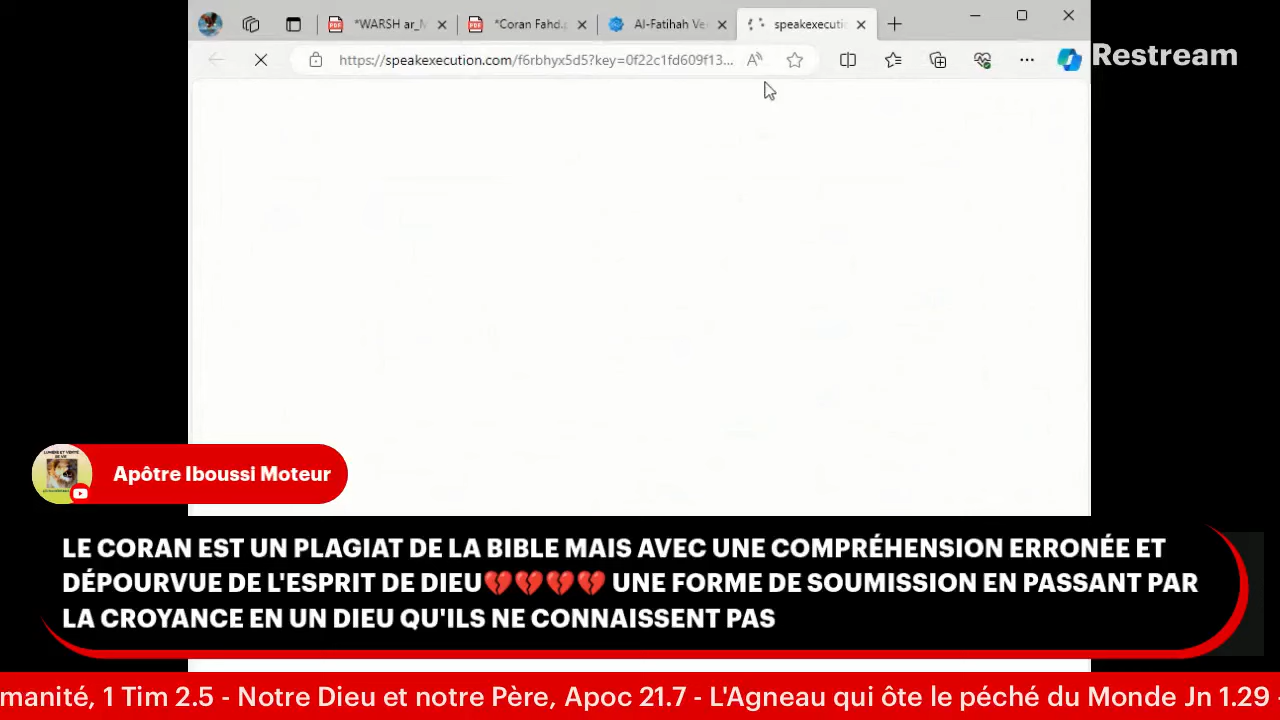 *WARSH ar_M
*Coran Fahd.p
Al-Fatihah Ve
speakexecuti
https://speakexecution.com/f6rbhyx5d5?key=0f22c1fd609f13...
Restream
Apôtre Iboussi Moteur
LE CORAN EST UN PLAGIAT DE LA BIBLE MAIS AVEC UNE COMPRÉHENSION ERRONÉE ET
DÉPOURVUE DE L'ESPRIT DE DIEU💔💔💔💔 UNE FORME DE SOUMISSION EN PASSANT PAR
LA CROYANCE EN UN DIEU QU'ILS NE CONNAISSENT PAS
manité, 1 Tim 2.5 - Notre Dieu et notre Père, Apoc 21.7 - L'Agneau qui ôte le péché du Monde Jn 1.29 -